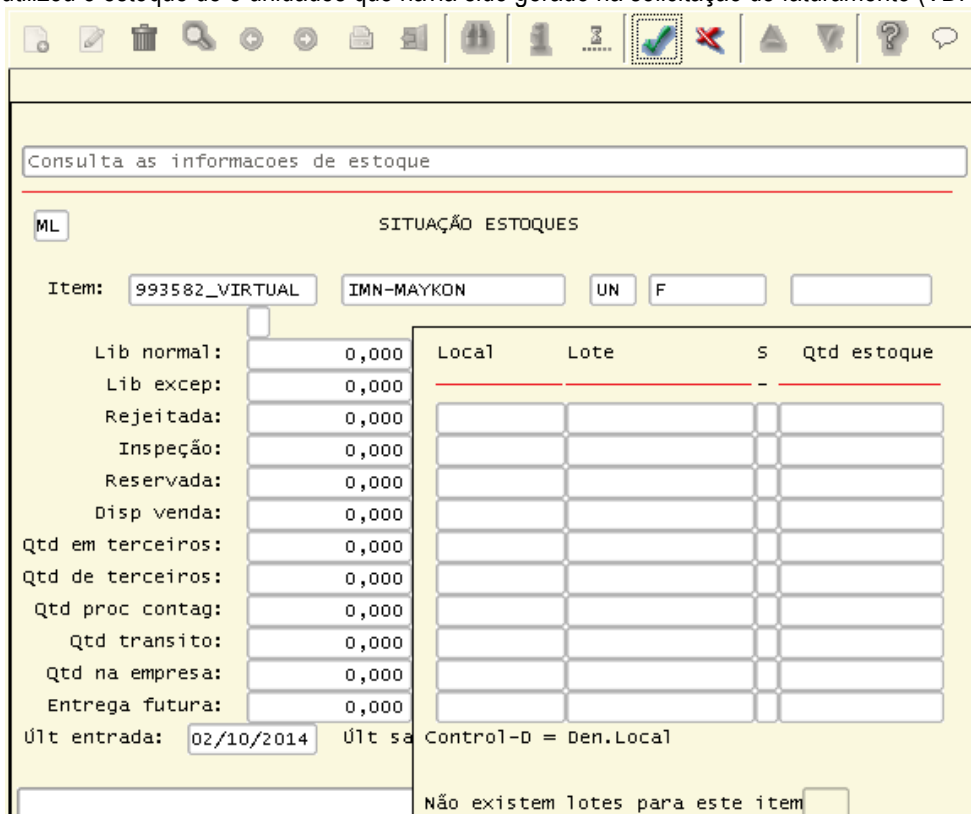 Consulta as informacoes de estoque
ML
SITUAÇÃO ESTOQUES
Item: 993582_VIRTUAL IMN-MAYKON UN F
Lib normal: 0,000
Lib excep: 0,000
Rejeitada: 0,000
Inspeção: 0,000
Reservada: 0,000
Disp venda: 0,000
Qtd em terceiros: 0,000
Qtd de terceiros: 0,000
Qtd proc contag: 0,000
Qtd transito: 0,000
Qtd na empresa: 0,000
Entrega futura: 0,000
Últ entrada: 02/10/2014 Últ sa
Local Lote S Qtd estoque
Control-D = Den.Local
Não existem lotes para este item